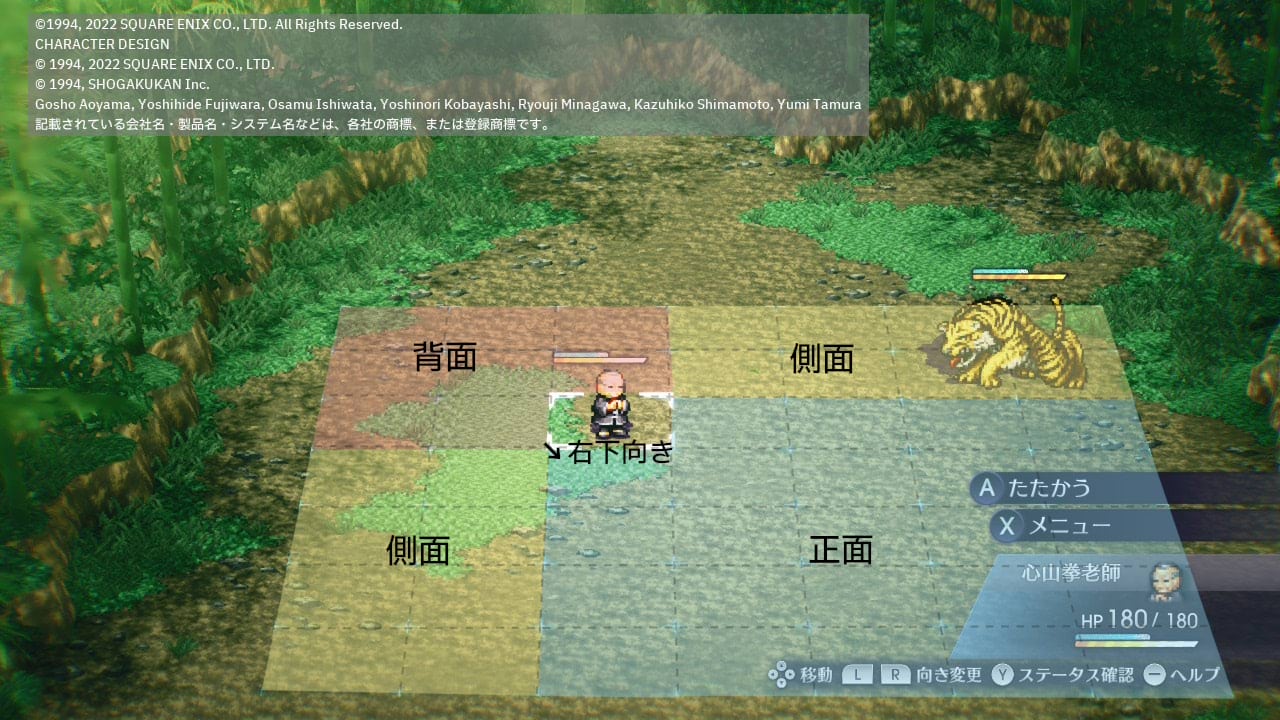 ©1994, 2022 SQUARE ENIX CO., LTD. All Rights Reserved.
CHARACTER DESIGN
© 1994, 2022 SQUARE ENIX CO., LTD.
© 1994, SHOGAKUKAN Inc.
Gosho Aoyama, Yoshihide Fujiwara, Osamu Ishiwata, Yoshinori Kobayashi, Ryouji Minagawa, Kazuhiko Shimamoto, Yumi Tamura
記載されている会社名・製品名・システム名などは、各社の商標、または登録商標です。
背面
側面
↘右下向き
側面
正面
A たたかう
X メニュー
心山拳老師
HP 180 / 180
移動 L R 向き変更 Y ステータス確認 − ヘルプ